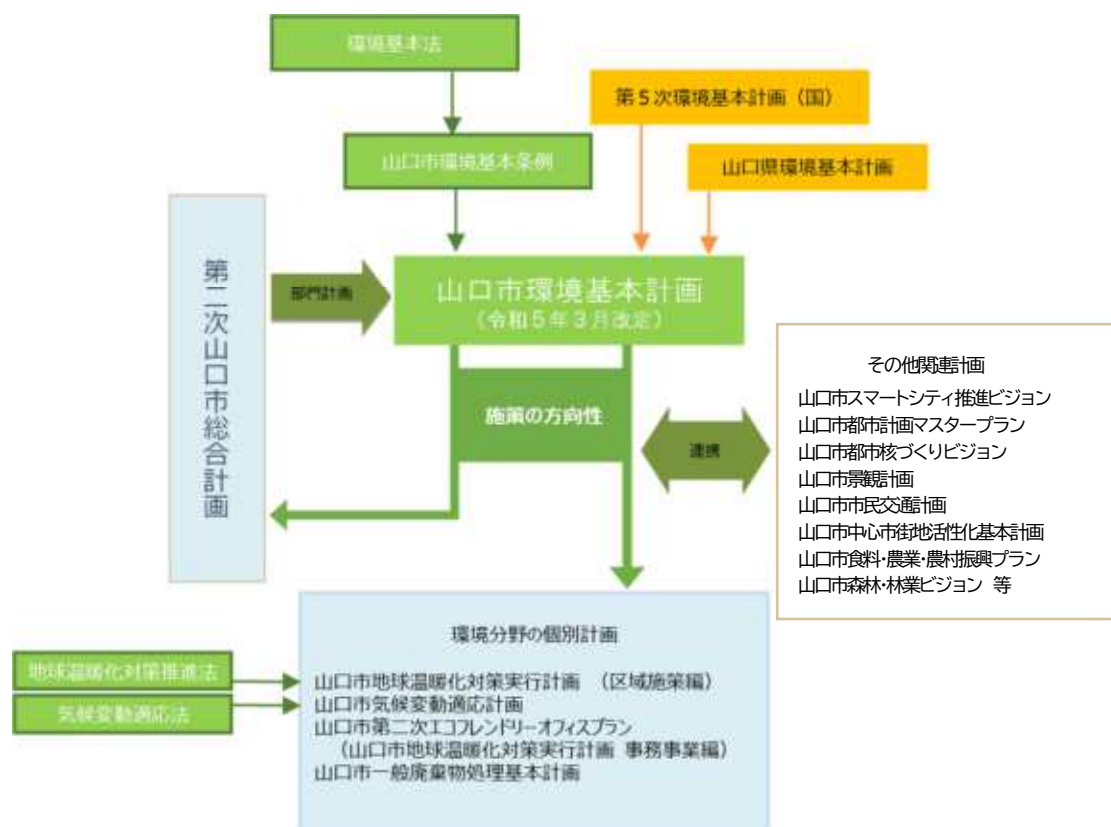 環境基本法
第5次環境基本計画（国）
山口市環境基本条例
山口県環境基本計画
第二次山口市総合計画
部門計画
山口市環境基本計画
（令和5年3月改定）
施策の方向性
連携
その他関連計画
山口市スマートシティ推進ビジョン
山口市都市計画マスタープラン
山口市都市核づくりビジョン
山口市景観計画
山口市市民交通計画
山口市中心市街地活性化基本計画
山口市食料・農業・農村振興プラン
山口市森林・林業ビジョン 等
環境分野の個別計画
地球温暖化対策推進法
気候変動適応法
山口市地球温暖化対策実行計画 （区域施策編）
山口市気候変動適応計画
山口市第二次エコフレンドリーオフィスプラン
（山口市地球温暖化対策実行計画 事務事業編）
山口市一般廃棄物処理基本計画